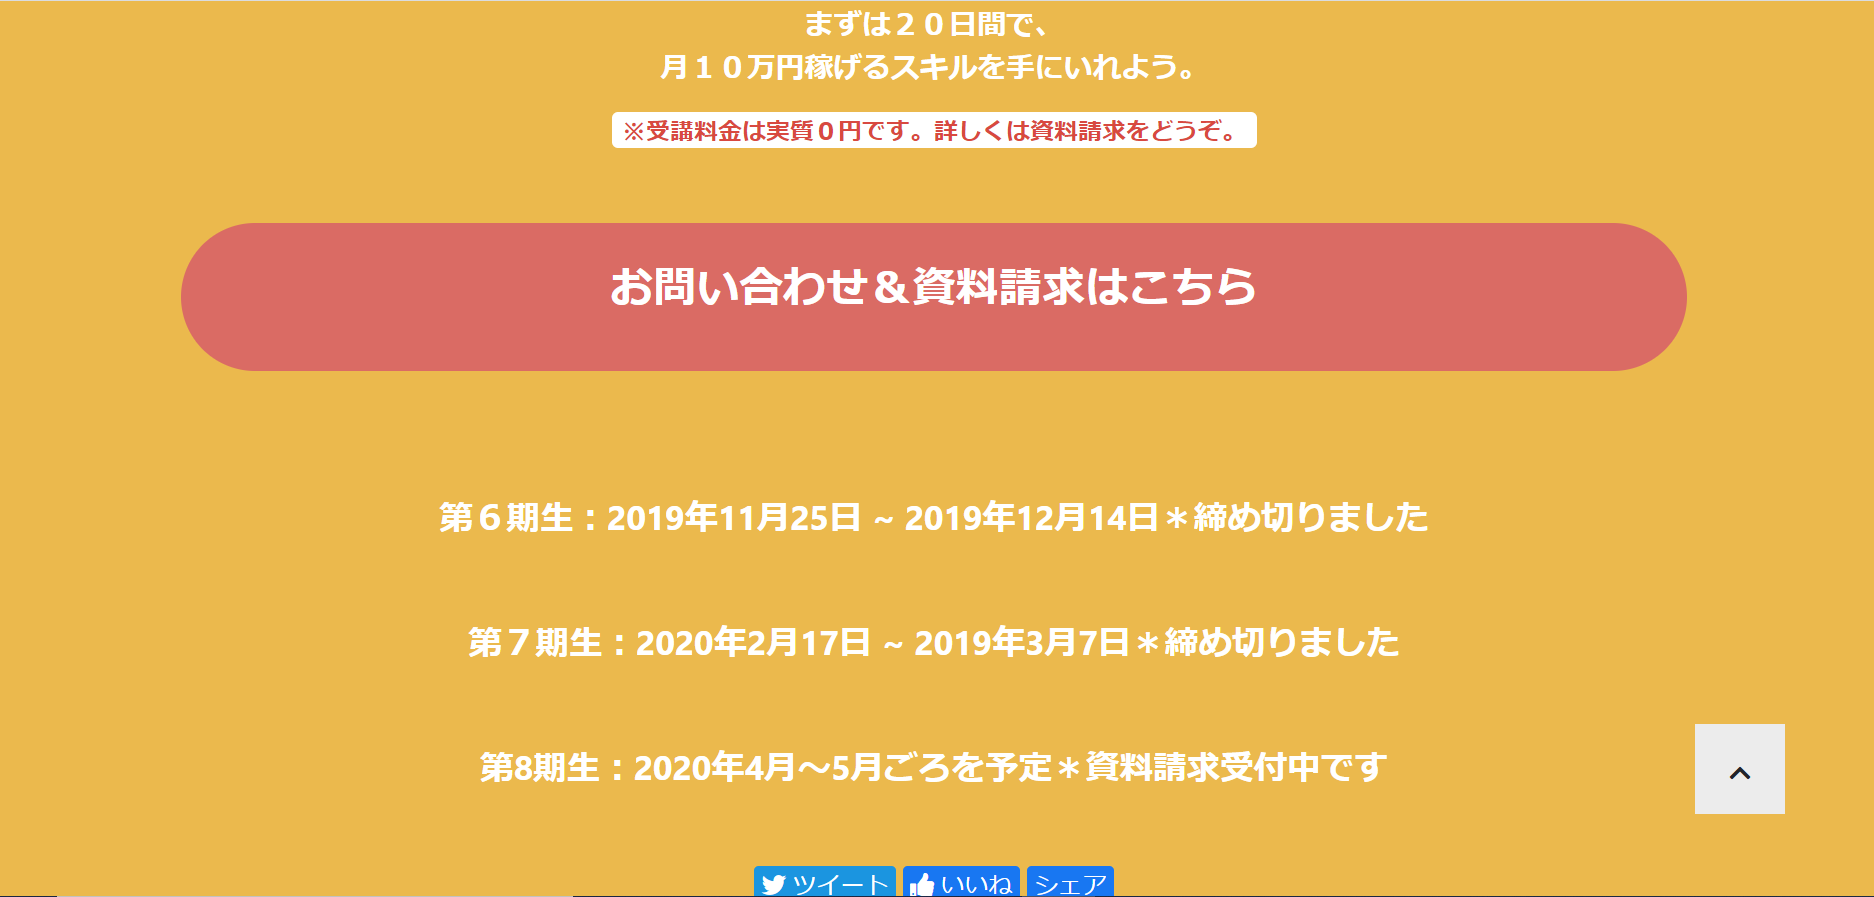 まずは２０日間で、
月１０万円稼げるスキルを手にいれよう。
※受講料金は実質０円です。詳しくは資料請求をどうぞ。
お問い合わせ＆資料請求はこちら
第６期生：2019年11月25日 ~ 2019年12月14日＊締め切りました
第７期生：2020年2月17日 ~ 2019年3月7日＊締め切りました
第8期生：2020年4月〜5月ごろを予定＊資料請求受付中です
ツイート いいね シェア